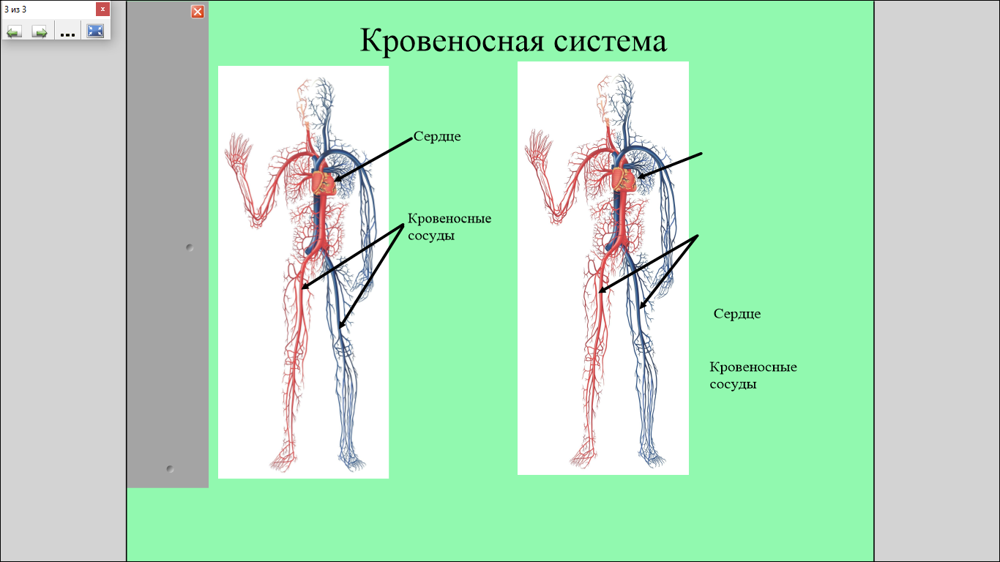 3 из 3
Кровеносная система
Сердце
Кровеносные
сосуды
Сердце
Кровеносные
сосуды